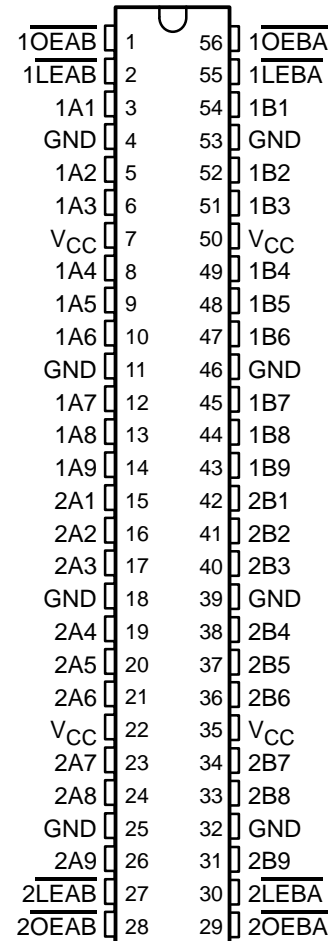 1OEAB 1 56 1OEBA
1LEAB 2 55 1LEBA
1A1 3 54 1B1
GND 4 53 GND
1A2 5 52 1B2
1A3 6 51 1B3
VCC 7 50 VCC
1A4 8 49 1B4
1A5 9 48 1B5
1A6 10 47 1B6
GND 11 46 GND
1A7 12 45 1B7
1A8 13 44 1B8
1A9 14 43 1B9
2A1 15 42 2B1
2A2 16 41 2B2
2A3 17 40 2B3
GND 18 39 GND
2A4 19 38 2B4
2A5 20 37 2B5
2A6 21 36 2B6
VCC 22 35 VCC
2A7 23 34 2B7
2A8 24 33 2B8
GND 25 32 GND
2A9 26 31 2B9
2LEAB 27 30 2LEBA
2OEAB 28 29 2OEBA